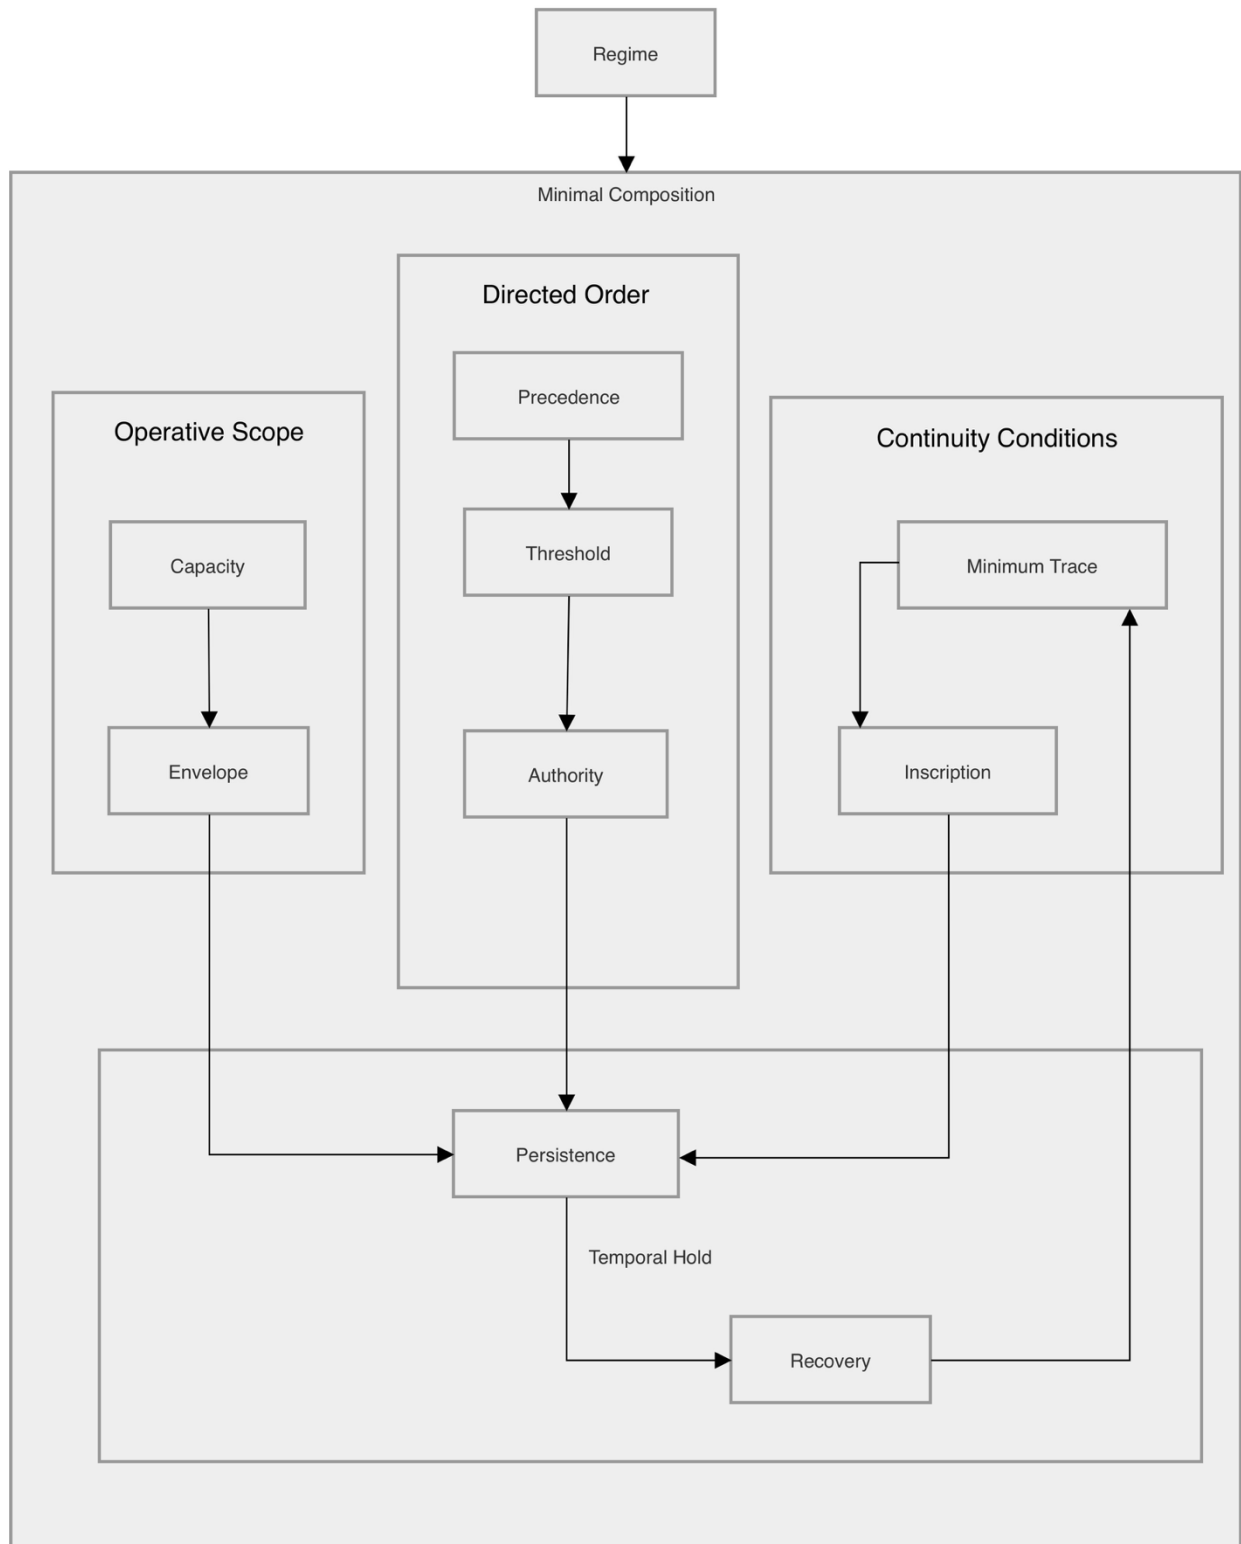 Regime
Minimal Composition
Directed Order
Precedence
Threshold
Authority
Operative Scope
Capacity
Envelope
Continuity Conditions
Minimum Trace
Inscription
Persistence
Temporal Hold
Recovery